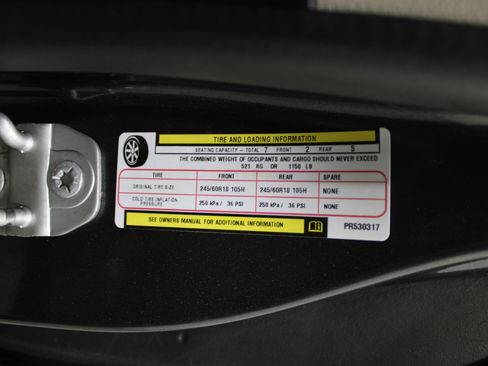 TIRE AND LOADING INFORMATION
SEATING CAPACITY - TOTAL 7 FRONT 2 REAR 5
THE COMBINED WEIGHT OF OCCUPANTS AND CARGO SHOULD NEVER EXCEED
521 KG OR 1150 LB
TIRE FRONT REAR SPARE
ORIGINAL TIRE SIZE 245/60R18 105H 245/60R18 105H NONE
COLD TIRE INFLATION PRESSURE 250 kPa / 36 PSI 250 kPa / 36 PSI NONE
SEE OWNERS MANUAL FOR ADDITIONAL INFORMATION
PR530317